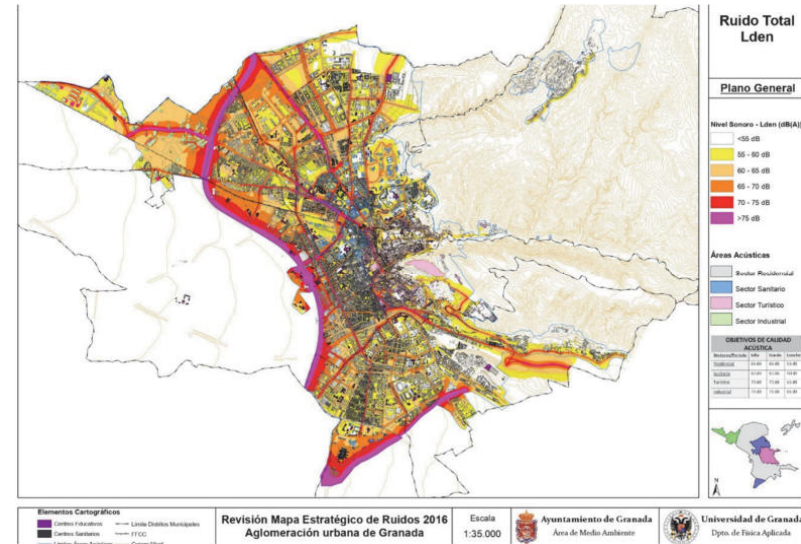 Ruido Total
Lden
Plano General
Nivel Sonoro - Lden (dB(A))
<55 dB
55 - 60 dB
60 - 65 dB
65 - 70 dB
70 - 75 dB
>75 dB
Áreas Acústicas
Sector Residencial
Sector Sanitario
Sector Turístico
Sector Industrial
OBJETIVOS DE CALIDAD
ACÚSTICA
N
Elementos Cartográficos
Centros Educativos
Límite Distritos Municipales
Centros Sanitarios
FFCC
Revisión Mapa Estratégico de Ruidos 2016
Aglomeración urbana de Granada
Escala
1:35.000
Ayuntamiento de Granada
Área de Medio Ambiente
Universidad de Granada
Dpto. de Física Aplicada